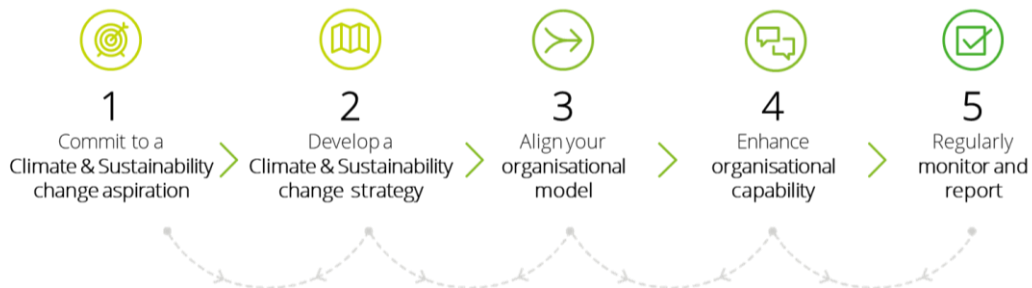 1
Commit to a
Climate & Sustainability
change aspiration
2
Develop a
Climate & Sustainability
change strategy
3
Align your
organisational
model
4
Enhance
organisational
capability
5
Regularly
monitor and
report